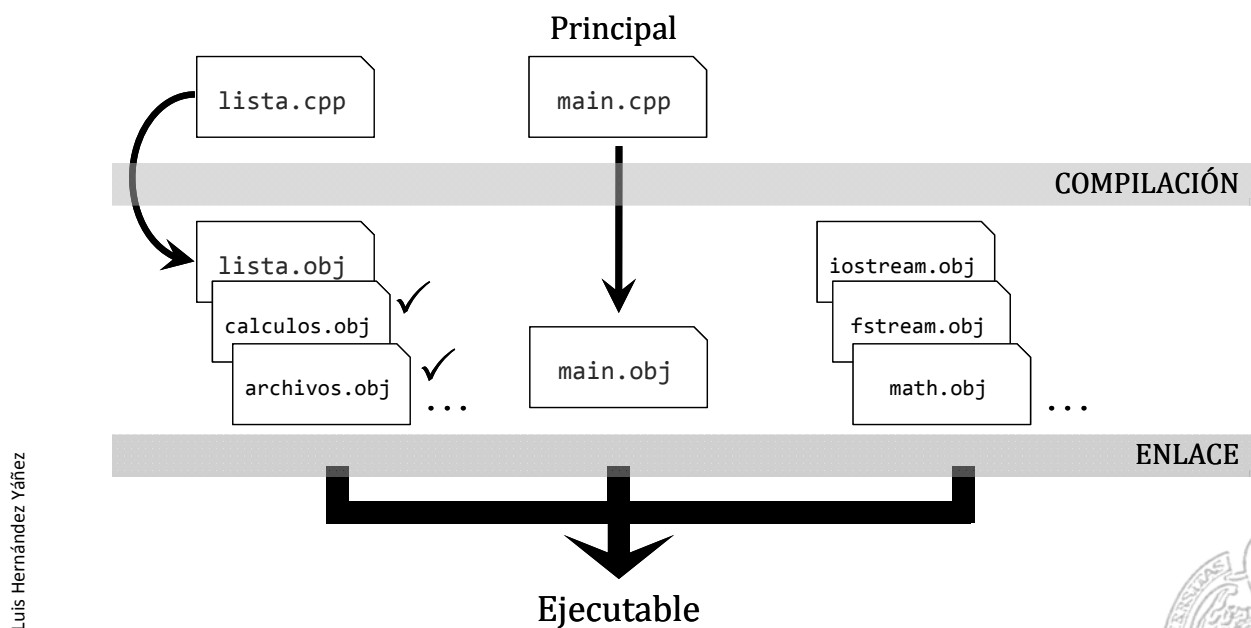 Principal
lista.cpp
main.cpp
COMPILACIÓN
lista.obj
calculos.obj
archivos.obj
...
main.obj
iostream.obj
fstream.obj
math.obj
...
ENLACE
Ejecutable
Luis Hernández Yáñez